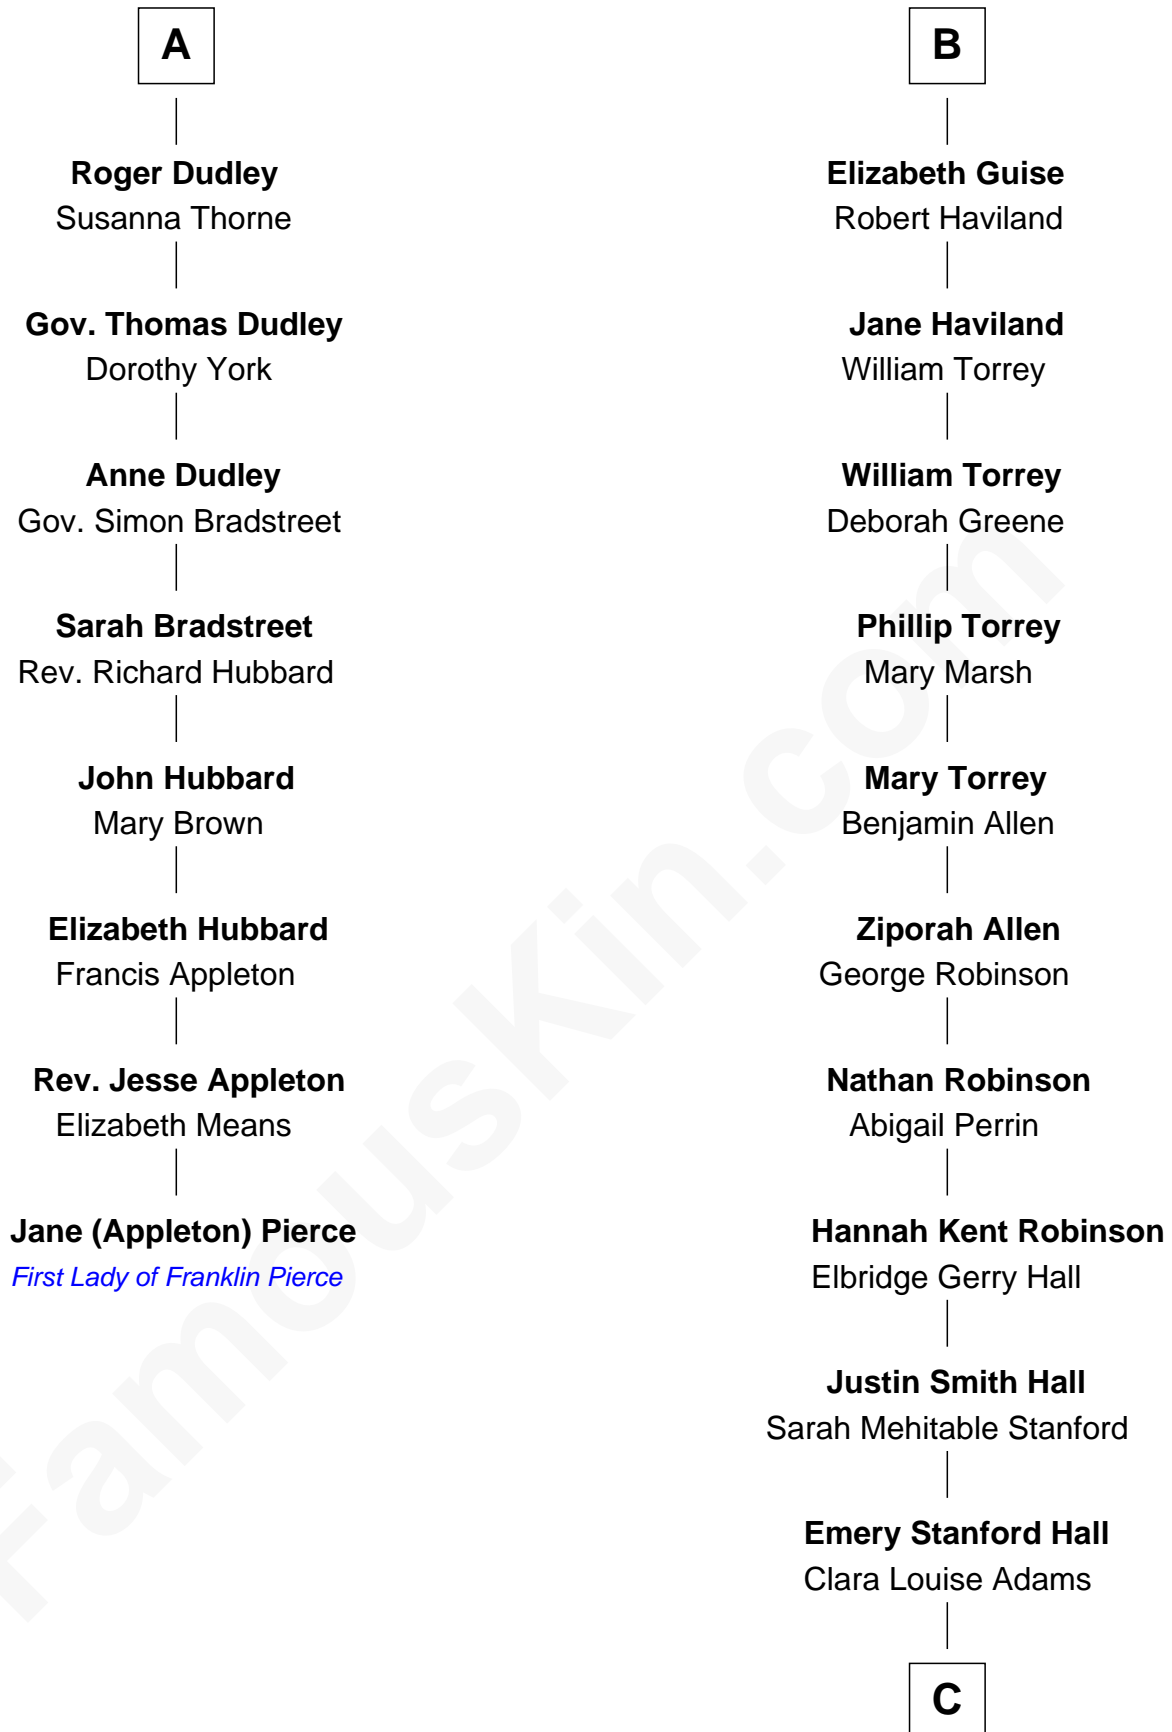 A
Roger Dudley
Susanna Thorne
Gov. Thomas Dudley
Dorothy York
Anne Dudley
Gov. Simon Bradstreet
Sarah Bradstreet
Rev. Richard Hubbard
John Hubbard
Mary Brown
Elizabeth Hubbard
Francis Appleton
Rev. Jesse Appleton
Elizabeth Means
Jane (Appleton) Pierce
First Lady of Franklin Pierce
B
Elizabeth Guise
Robert Haviland
Jane Haviland
William Torrey
William Torrey
Deborah Greene
Phillip Torrey
Mary Marsh
Mary Torrey
Benjamin Allen
Ziporah Allen
George Robinson
Nathan Robinson
Abigail Perrin
Hannah Kent Robinson
Elbridge Gerry Hall
Justin Smith Hall
Sarah Mehitable Stanford
Emery Stanford Hall
Clara Louise Adams
C
FamousKin.com